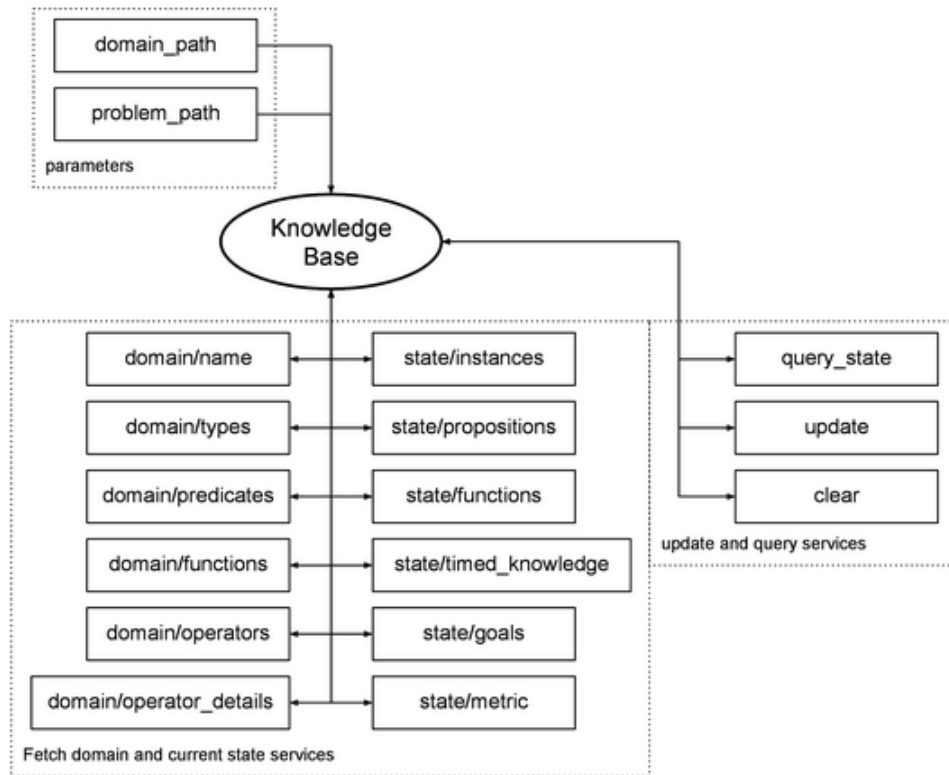 domain_path
problem_path
parameters
Knowledge
Base
domain/name
state/instances
query_state
domain/types
state/propositions
update
domain/predicates
state/functions
clear
update and query services
domain/functions
state/timed_knowledge
domain/operators
state/goals
domain/operator_details
state/metric
Fetch domain and current state services